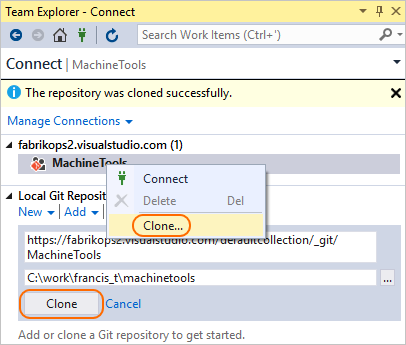 Team Explorer - Connect
Search Work Items (Ctrl+')
Connect | MachineTools
The repository was cloned successfully.
Manage Connections
fabrikops2.visualstudio.com (1)
MachineTools
Connect
Delete Del
Clone...
Local Git Reposit
New | Add
https://fabrikops2.visualstudio.com/defaultcollection/_git/
MachineTools
C:\work\francis_t\machinetools
...
Clone Cancel
Add or clone a Git repository to get started.